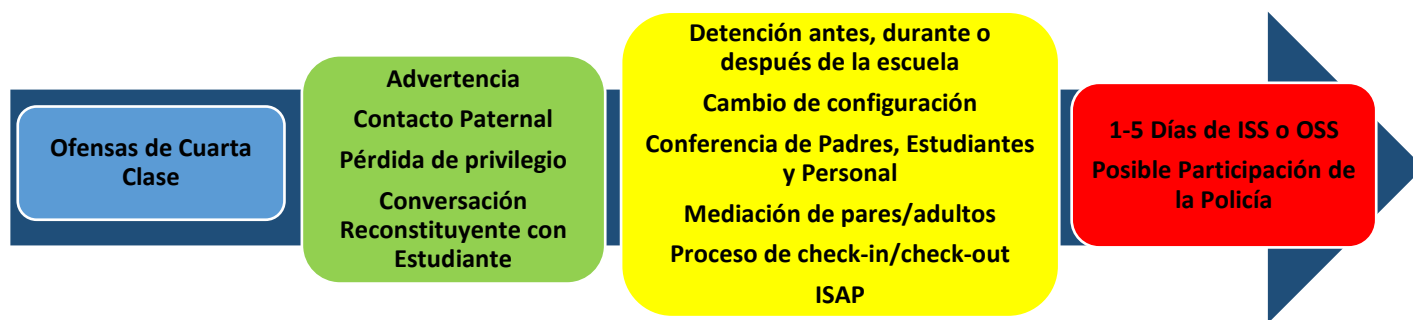 Ofensas de Cuarta
Clase
Advertencia
Contacto Paternal
Pérdida de privilegio
Conversación
Reconstituyente con
Estudiante
Detención antes, durante o
después de la escuela
Cambio de configuración
Conferencia de Padres, Estudiantes
y Personal
Mediación de pares/adultos
Proceso de check-in/check-out
ISAP
1-5 Días de ISS o OSS
Posible Participación de
la Policía